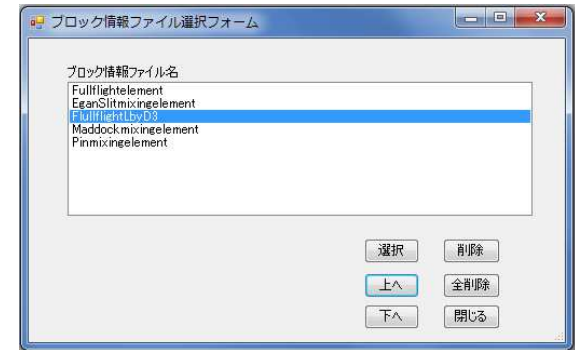 ブロック情報ファイル選択フォーム
ブロック情報ファイル名
Fullflightelement
EganSlitmixingelement
FlullflightLbyD3
Maddockmixingelement
Pinmixingelement
選択 削除
上へ 全削除
下へ 閉じる